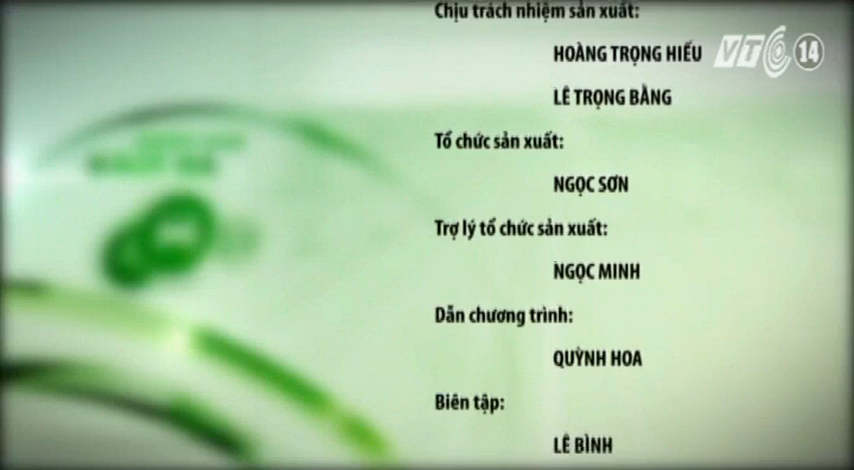 Chịu trách nhiệm sản xuất:
HOÀNG TRỌNG HIẾU
VTC 14
LÊ TRỌNG BẰNG
Tổ chức sản xuất:
NGỌC SƠN
Trợ lý tổ chức sản xuất:
NGỌC MINH
Dẫn chương trình:
QUỲNH HOA
Biên tập:
LÊ BÌNH